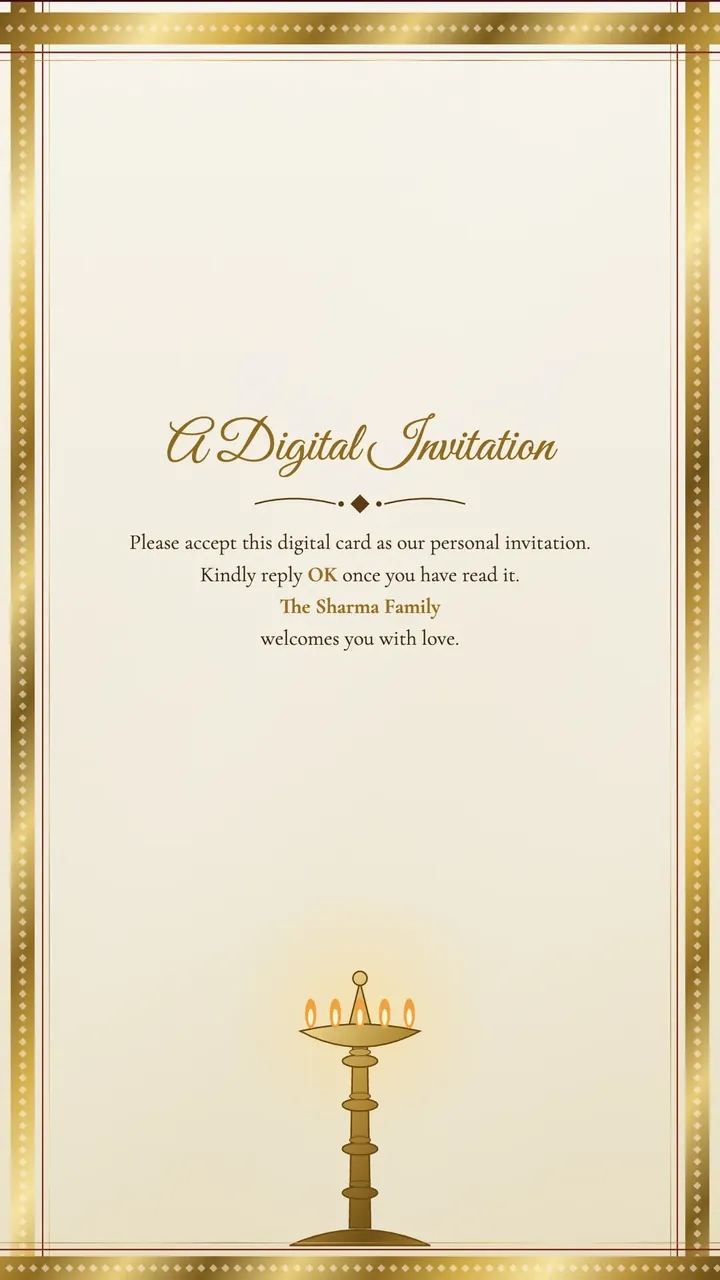 A Digital Invitation
Please accept this digital card as our personal invitation.
Kindly reply OK once you have read it.
The Sharma Family
welcomes you with love.